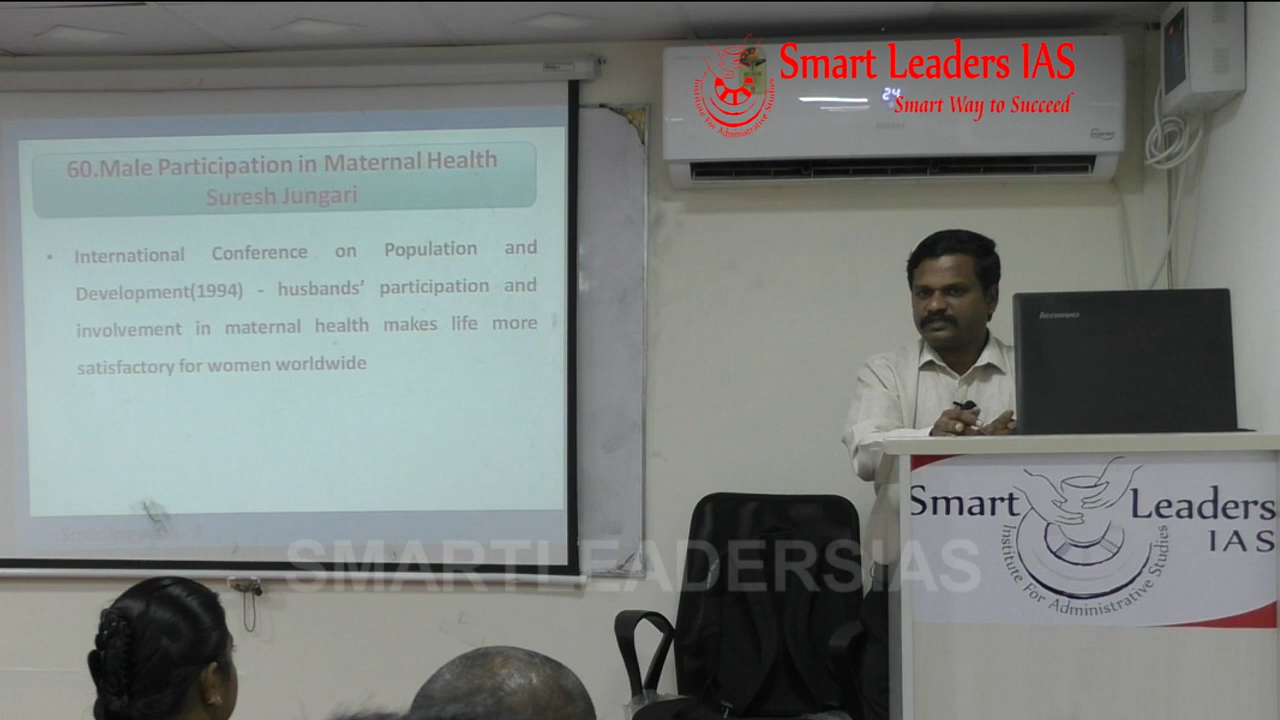 60.Male Participation in Maternal Health
Suresh Jungari
• International Conference on Population and
Development(1994) - husbands’ participation and
involvement in maternal health makes life more
satisfactory for women worldwide
Smart Leaders IAS
Smart Way to Succeed
Institute For Administrative Studies
24
lenovo
Smart Leaders
IAS
Institute For Administrative Studies
SMARTLEADERSIAS